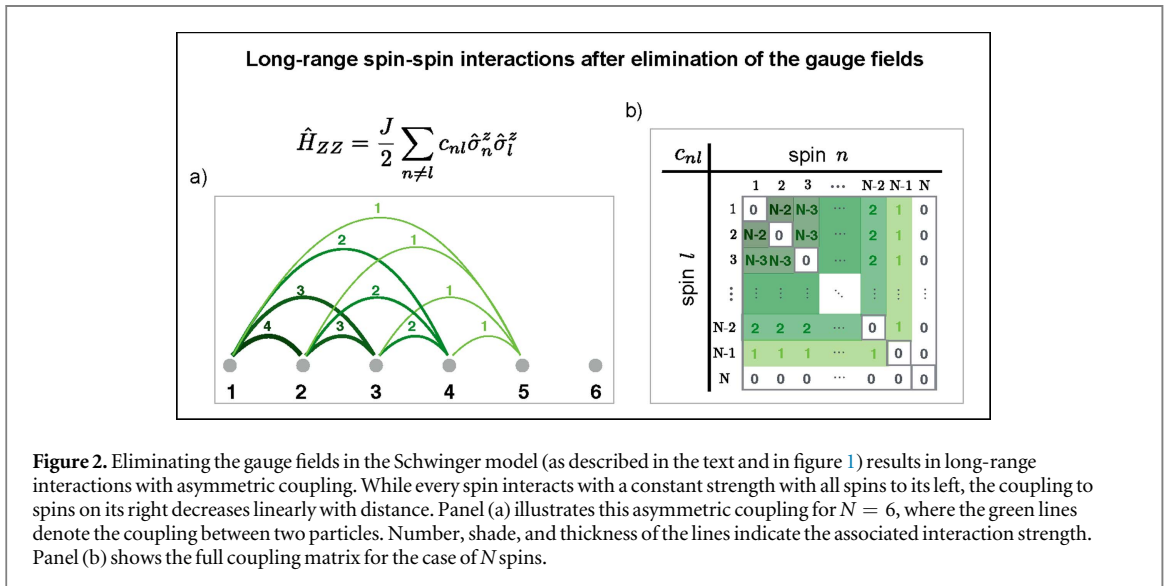 Long-range spin-spin interactions after elimination of the gauge fields
Ĥ_ZZ = J/2 ∑_{n≠l} c_{nl} σ̂_n^z σ̂_l^z
a)
1
2 1
3 2 1
4 3 2 1
1 2 3 4 5 6
b)
c_{nl} spin n
1 2 3 ⋯ N-2 N-1 N
spin l
1 0 N-2 N-3 ⋯ 2 1 0
2 N-2 0 N-3 ⋯ 2 1 0
3 N-3 N-3 0 ⋯ 2 1 0
⋮ ⋮ ⋮ ⋮ ⋱ ⋮ ⋮ ⋮
N-2 2 2 2 ⋯ 0 1 0
N-1 1 1 1 ⋯ 1 0 0
N 0 0 0 ⋯ 0 0 0
Figure 2. Eliminating the gauge fields in the Schwinger model (as described in the text and in figure 1) results in long-range
interactions with asymmetric coupling. While every spin interacts with a constant strength with all spins to its left, the coupling to
spins on its right decreases linearly with distance. Panel (a) illustrates this asymmetric coupling for N = 6, where the green lines
denote the coupling between two particles. Number, shade, and thickness of the lines indicate the associated interaction strength.
Panel (b) shows the full coupling matrix for the case of N spins.